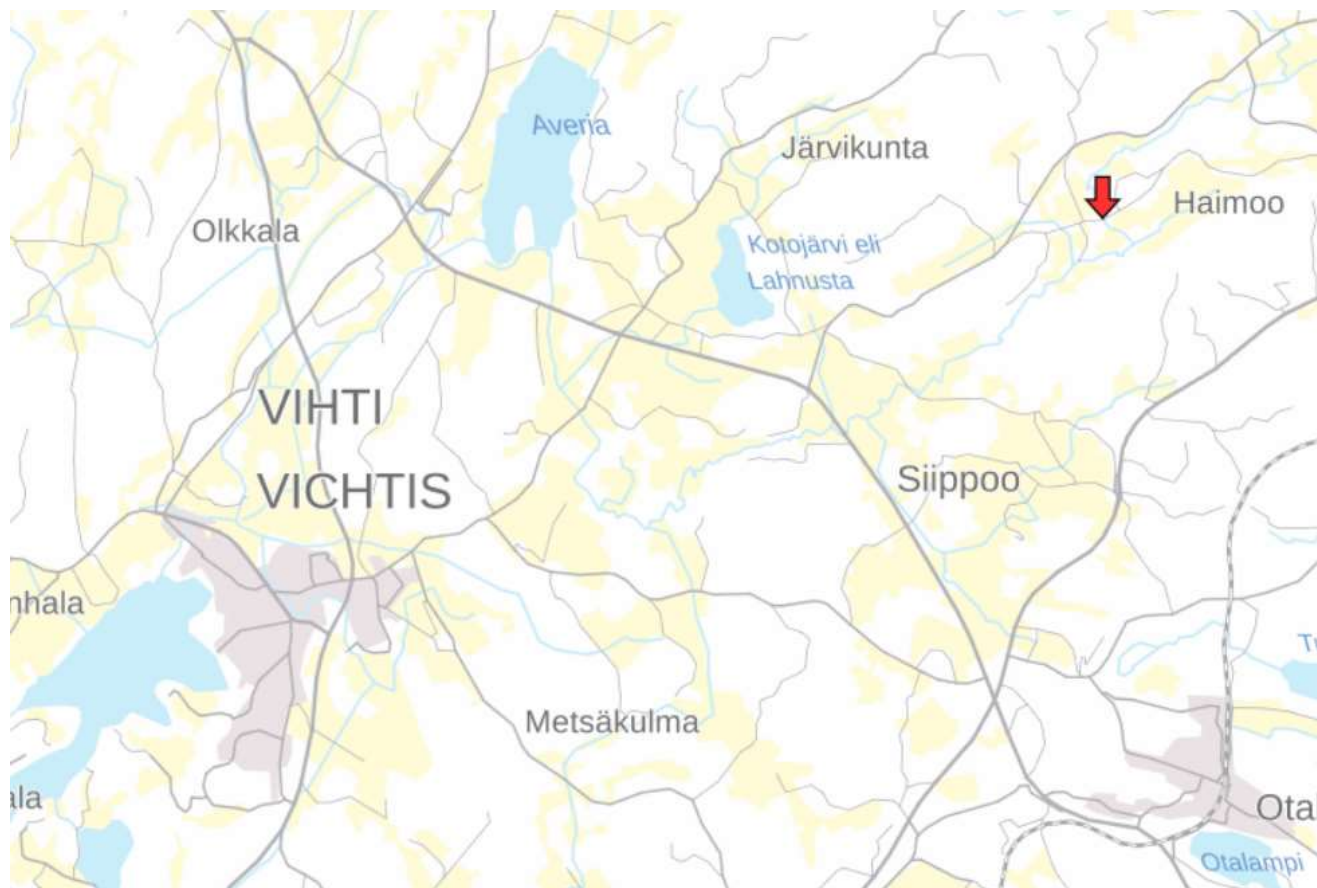 Averia
Järvikunta
Haimoo
Olkkala
Kotojärvi eli
Lahnusta
VIHTI
VICHTIS
Siippoo
nhala
Metsäkulma
ala
Otal
Otalampi